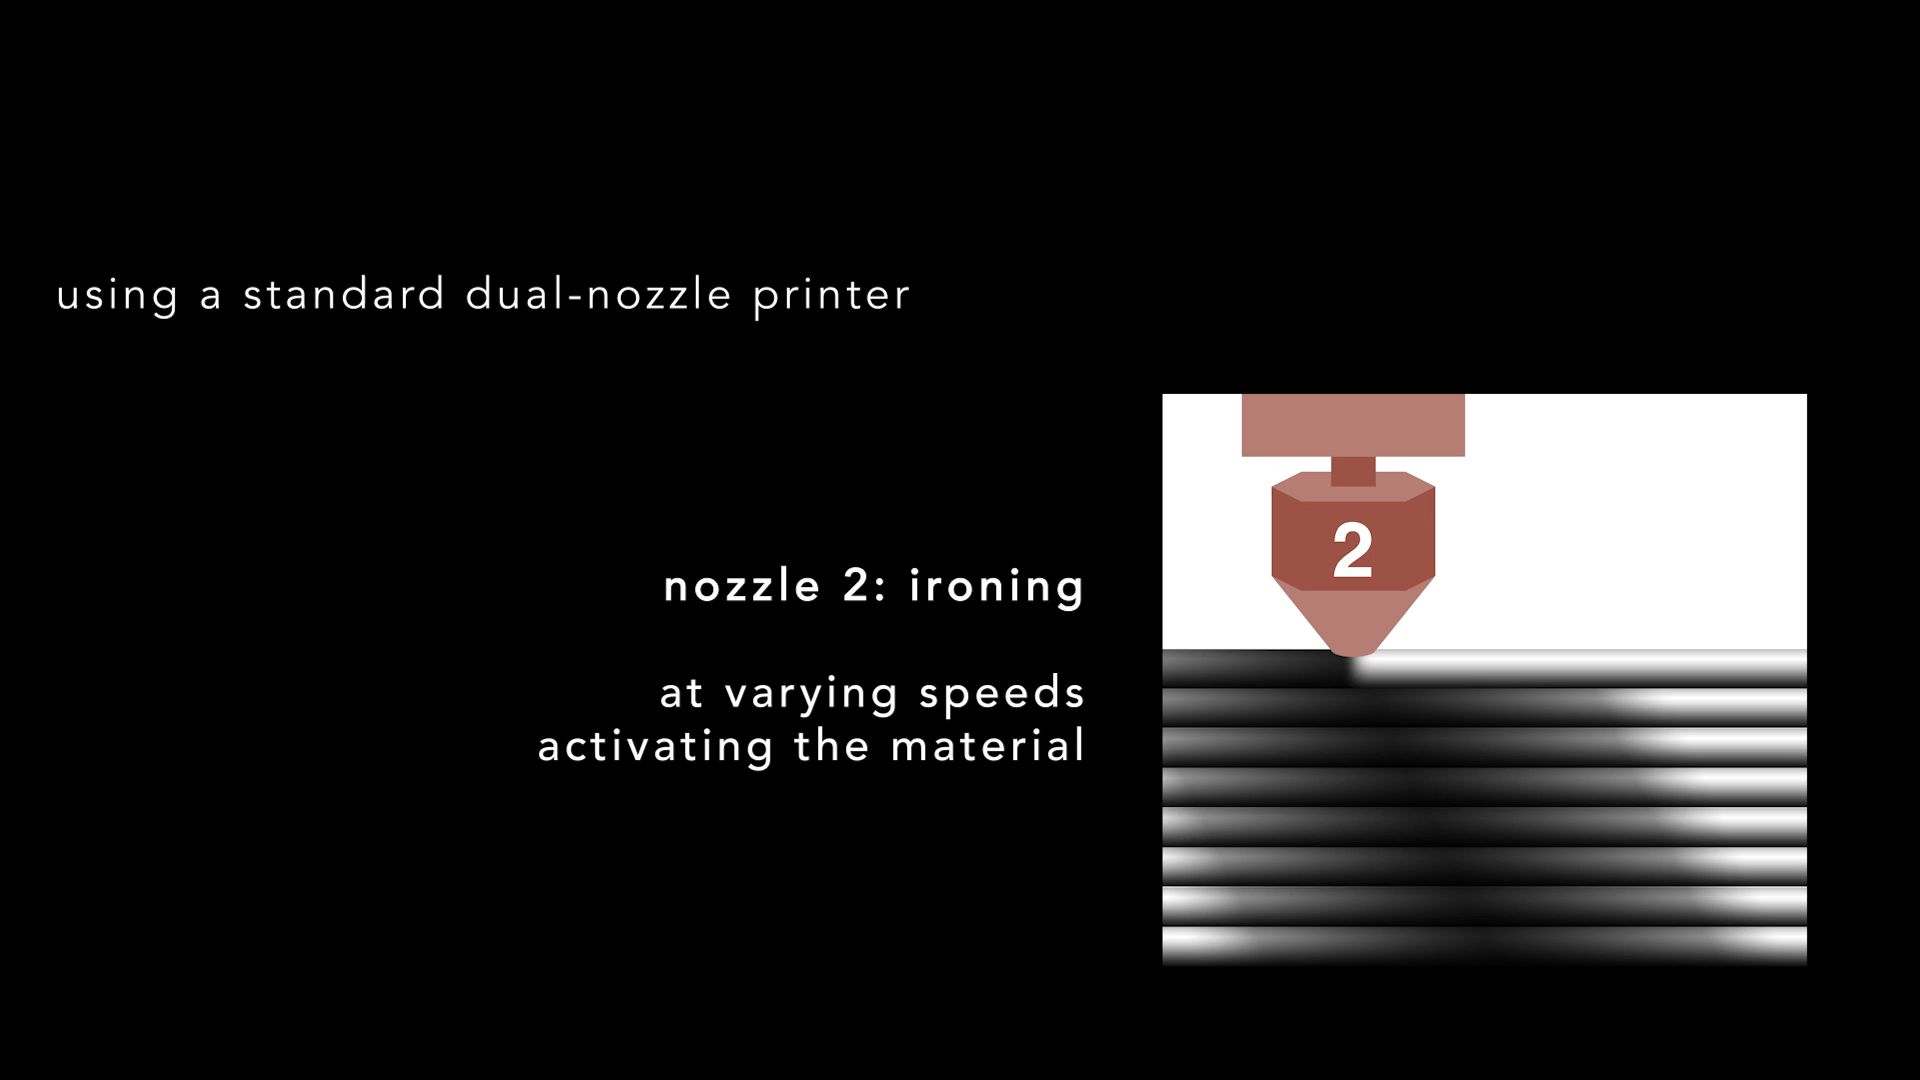 using a standard dual-nozzle printer
nozzle 2: ironing
at varying speeds
activating the material
2